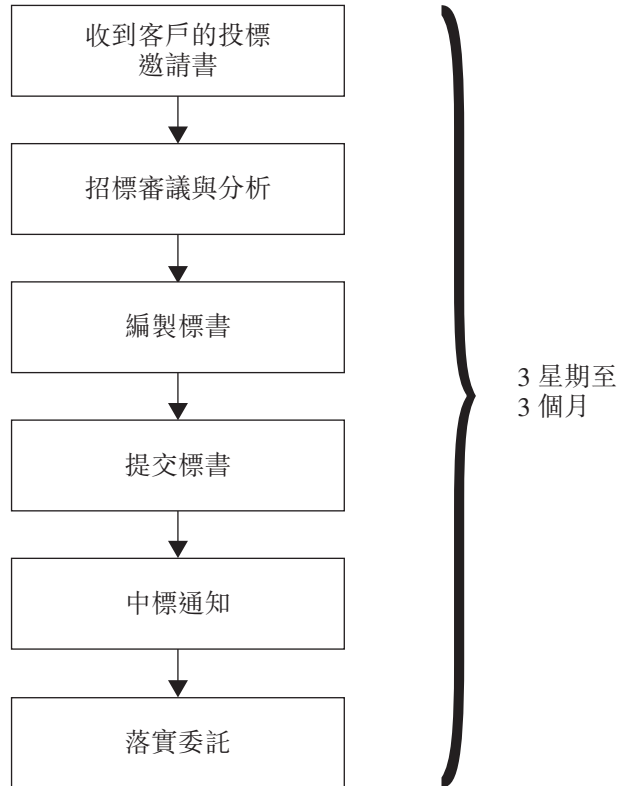 收到客戶的投標
邀請書
招標審議與分析
編製標書
提交標書
中標通知
落實委託
3 星期至
3 個月